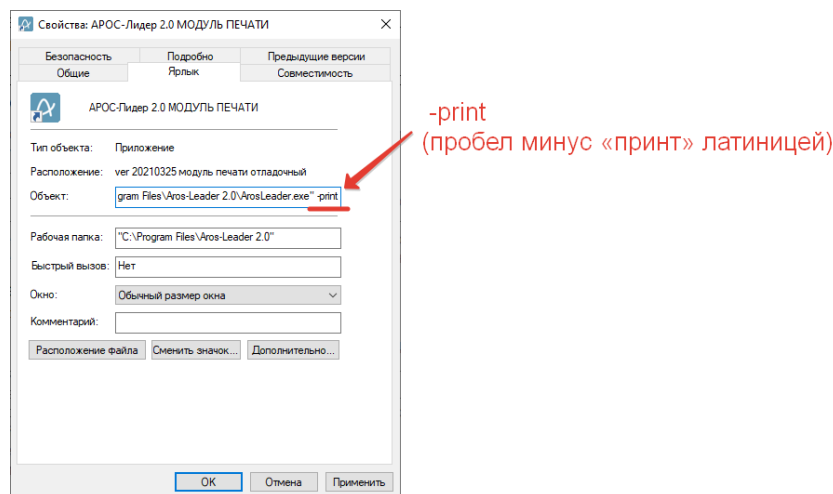 Свойства: АРОС-Лидер 2.0 МОДУЛЬ ПЕЧАТИ
Безопасность Подробно Предыдущие версии
Общие Ярлык Совместимость
АРОС-Лидер 2.0 МОДУЛЬ ПЕЧАТИ
Тип объекта: Приложение
Расположение: ver 20210325 модуль печати отладочный
Объект: gram Files\Aros-Leader 2.0\ArosLeader.exe" -print
Рабочая папка: "C:\Program Files\Aros-Leader 2.0"
Быстрый вызов: Нет
Окно: Обычный размер окна
Комментарий:
Расположение файла Сменить значок... Дополнительно...
OK Отмена Применить
-print
(пробел минус «принт» латиницей)